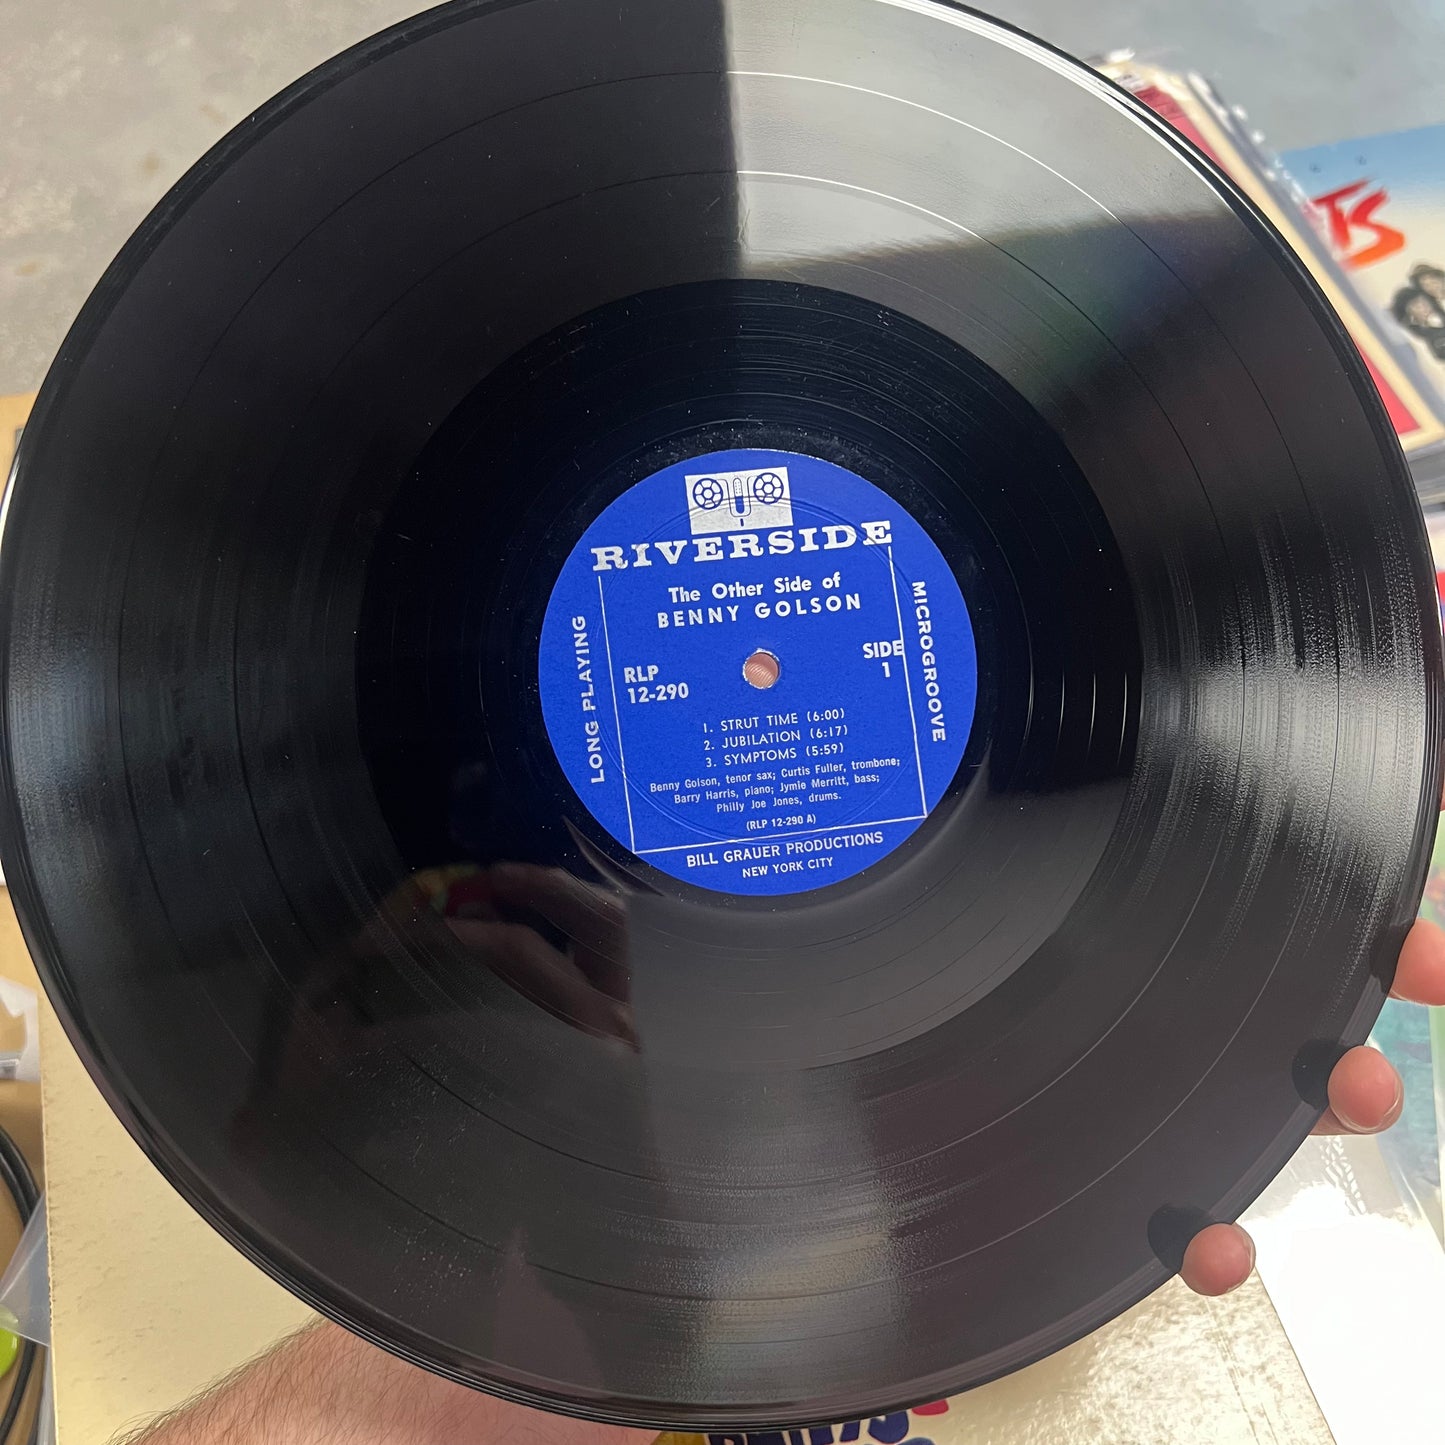 RIVERSIDE
The Other Side of
BENNY GOLSON
LONG PLAYING
MICROGROOVE
RLP
12-290
SIDE
1
1. STRUT TIME (6:00)
2. JUBILATION (6:17)
3. SYMPTOMS (5:59)
Benny Golson, tenor sax; Curtis Fuller, trombone;
Barry Harris, piano; Jymie Merritt, bass;
Philly Joe Jones, drums.
(RLP 12-290 A)
BILL GRAUER PRODUCTIONS
NEW YORK CITY